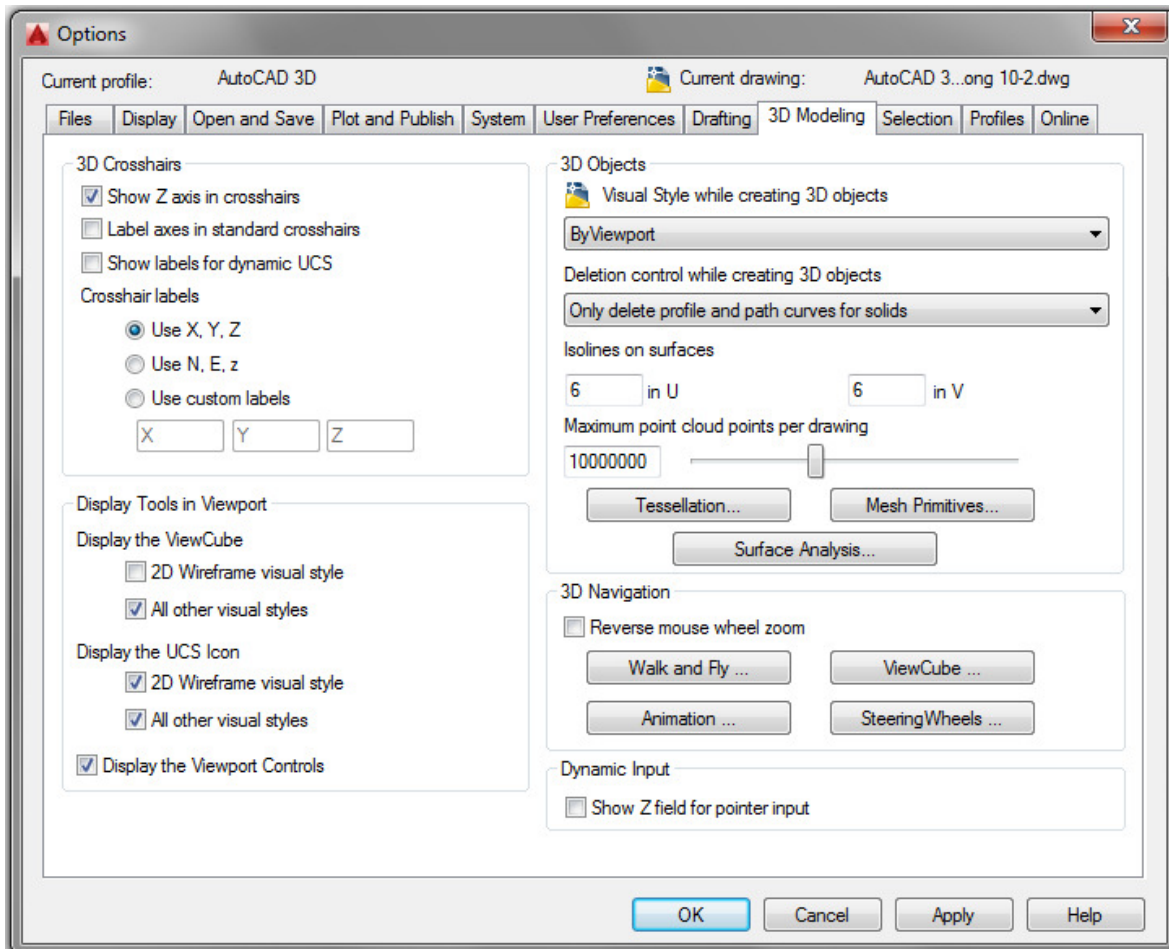 Options
Current profile: AutoCAD 3D Current drawing: AutoCAD 3...ong 10-2.dwg
Files Display Open and Save Plot and Publish System User Preferences Drafting 3D Modeling Selection Profiles Online
3D Crosshairs
Show Z axis in crosshairs
Label axes in standard crosshairs
Show labels for dynamic UCS
Crosshair labels
Use X, Y, Z
Use N, E, z
Use custom labels
X Y Z
Display Tools in Viewport
Display the ViewCube
2D Wireframe visual style
All other visual styles
Display the UCS Icon
2D Wireframe visual style
All other visual styles
Display the Viewport Controls
3D Objects
Visual Style while creating 3D objects
ByViewport
Deletion control while creating 3D objects
Only delete profile and path curves for solids
Isolines on surfaces
6 in U 6 in V
Maximum point cloud points per drawing
10000000
Tessellation... Mesh Primitives...
Surface Analysis...
3D Navigation
Reverse mouse wheel zoom
Walk and Fly ... ViewCube ...
Animation ... SteeringWheels ...
Dynamic Input
Show Z field for pointer input
OK Cancel Apply Help